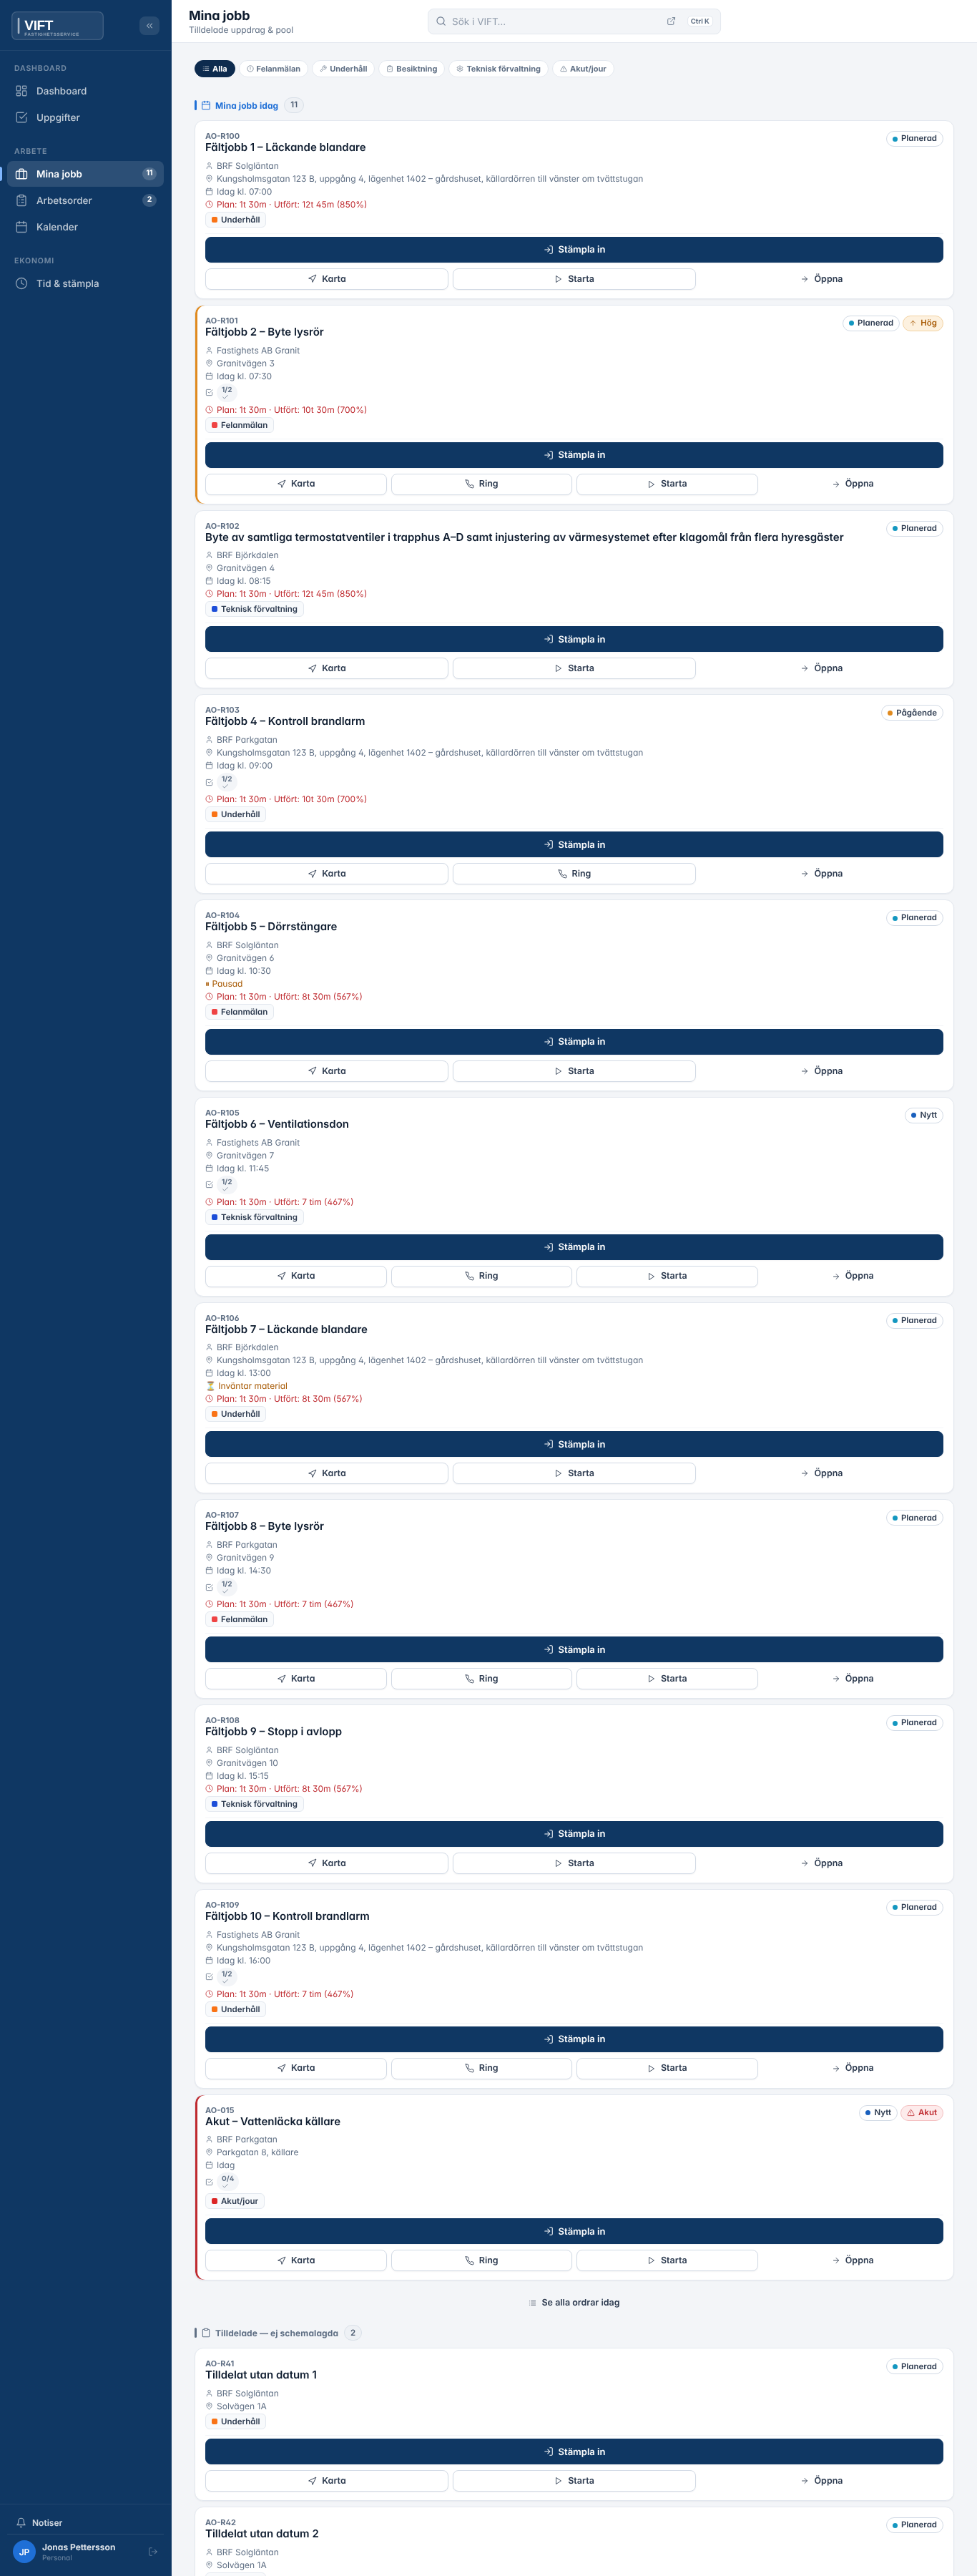 VIFT
FASTIGHETSSERVICE
DASHBOARD
Dashboard
Uppgifter
ARBETE
Mina jobb 11
Arbetsorder 2
Kalender
EKONOMI
Tid & stämpla
Notiser
JP Jonas Pettersson
Personal
Mina jobb
Tilldelade uppdrag & pool
Sök i VIFT... Ctrl K
Alla Felanmälan Underhåll Besiktning Teknisk förvaltning Akut/jour
Mina jobb idag 11
AO-R100 Planerad
Fältjobb 1 – Läckande blandare
BRF Solgläntan
Kungsholmsgatan 123 B, uppgång 4, lägenhet 1402 – gårdshuset, källardörren till vänster om tvättstugan
Idag kl. 07:00
Plan: 1t 30m · Utfört: 12t 45m (850%)
Underhåll
Stämpla in
Karta Starta Öppna
AO-R101 Planerad Hög
Fältjobb 2 – Byte lysrör
Fastighets AB Granit
Granitvägen 3
Idag kl. 07:30
1/2
Plan: 1t 30m · Utfört: 10t 30m (700%)
Felanmälan
Stämpla in
Karta Ring Starta Öppna
AO-R102 Planerad
Byte av samtliga termostatventiler i trapphus A–D samt injustering av värmesystemet efter klagomål från flera hyresgäster
BRF Björkdalen
Granitvägen 4
Idag kl. 08:15
Plan: 1t 30m · Utfört: 12t 45m (850%)
Teknisk förvaltning
Stämpla in
Karta Starta Öppna
AO-R103 Pågående
Fältjobb 4 – Kontroll brandlarm
BRF Parkgatan
Kungsholmsgatan 123 B, uppgång 4, lägenhet 1402 – gårdshuset, källardörren till vänster om tvättstugan
Idag kl. 09:00
1/2
Plan: 1t 30m · Utfört: 10t 30m (700%)
Underhåll
Stämpla in
Karta Ring Öppna
AO-R104 Planerad
Fältjobb 5 – Dörrstängare
BRF Solgläntan
Granitvägen 6
Idag kl. 10:30
Pausad
Plan: 1t 30m · Utfört: 8t 30m (567%)
Felanmälan
Stämpla in
Karta Starta Öppna
AO-R105 Nytt
Fältjobb 6 – Ventilationsdon
Fastighets AB Granit
Granitvägen 7
Idag kl. 11:45
1/2
Plan: 1t 30m · Utfört: 7 tim (467%)
Teknisk förvaltning
Stämpla in
Karta Ring Starta Öppna
AO-R106 Planerad
Fältjobb 7 – Läckande blandare
BRF Björkdalen
Kungsholmsgatan 123 B, uppgång 4, lägenhet 1402 – gårdshuset, källardörren till vänster om tvättstugan
Idag kl. 13:00
⏳ Inväntar material
Plan: 1t 30m · Utfört: 8t 30m (567%)
Underhåll
Stämpla in
Karta Starta Öppna
AO-R107 Planerad
Fältjobb 8 – Byte lysrör
BRF Parkgatan
Granitvägen 9
Idag kl. 14:30
1/2
Plan: 1t 30m · Utfört: 7 tim (467%)
Felanmälan
Stämpla in
Karta Ring Starta Öppna
AO-R108 Planerad
Fältjobb 9 – Stopp i avlopp
BRF Solgläntan
Granitvägen 10
Idag kl. 15:15
Plan: 1t 30m · Utfört: 8t 30m (567%)
Teknisk förvaltning
Stämpla in
Karta Starta Öppna
AO-R109 Planerad
Fältjobb 10 – Kontroll brandlarm
Fastighets AB Granit
Kungsholmsgatan 123 B, uppgång 4, lägenhet 1402 – gårdshuset, källardörren till vänster om tvättstugan
Idag kl. 16:00
1/2
Plan: 1t 30m · Utfört: 7 tim (467%)
Underhåll
Stämpla in
Karta Ring Starta Öppna
AO-015 Nytt Akut
Akut – Vattenläcka källare
BRF Parkgatan
Parkgatan 8, källare
Idag
0/4
Akut/jour
Stämpla in
Karta Ring Starta Öppna
Se alla ordrar idag
Tilldelade — ej schemalagda 2
AO-R41 Planerad
Tilldelat utan datum 1
BRF Solgläntan
Solvägen 1A
Underhåll
Stämpla in
Karta Starta Öppna
AO-R42 Planerad
Tilldelat utan datum 2
BRF Solgläntan
Solvägen 1A